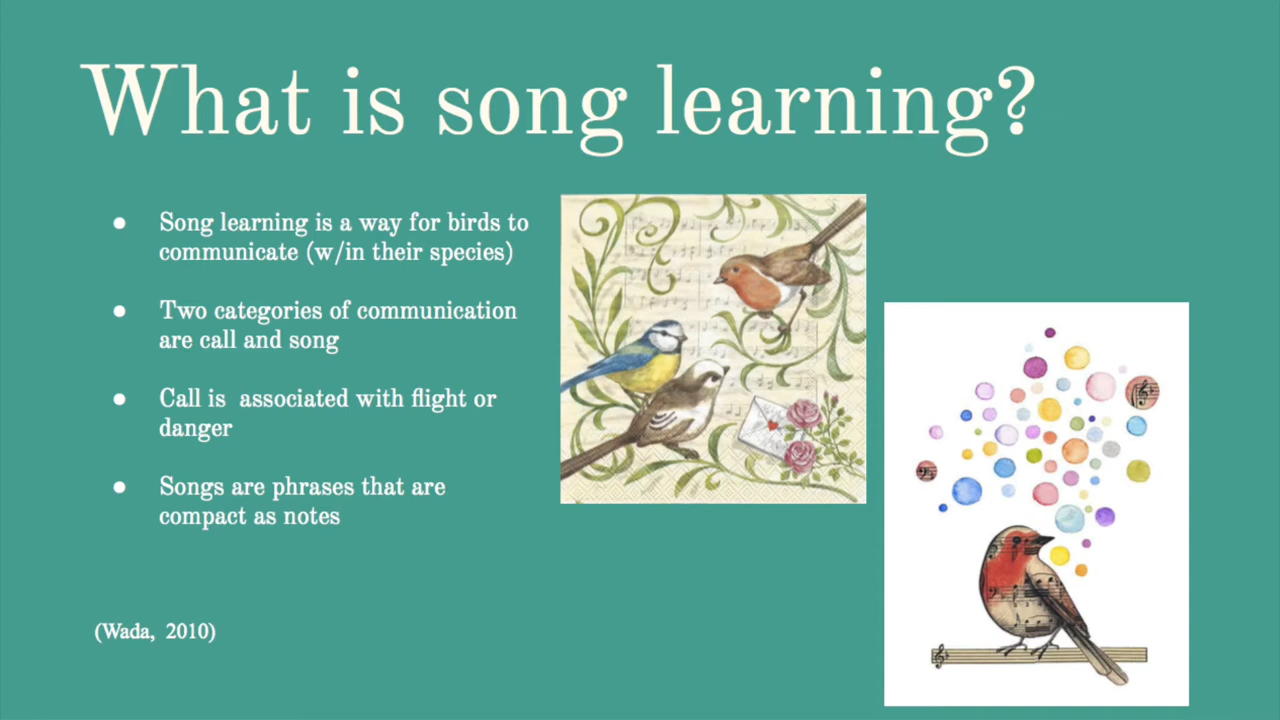 What is song learning?
● Song learning is a way for birds to
communicate (w/in their species)
● Two categories of communication
are call and song
● Call is associated with flight or
danger
● Songs are phrases that are
compact as notes
(Wada, 2010)